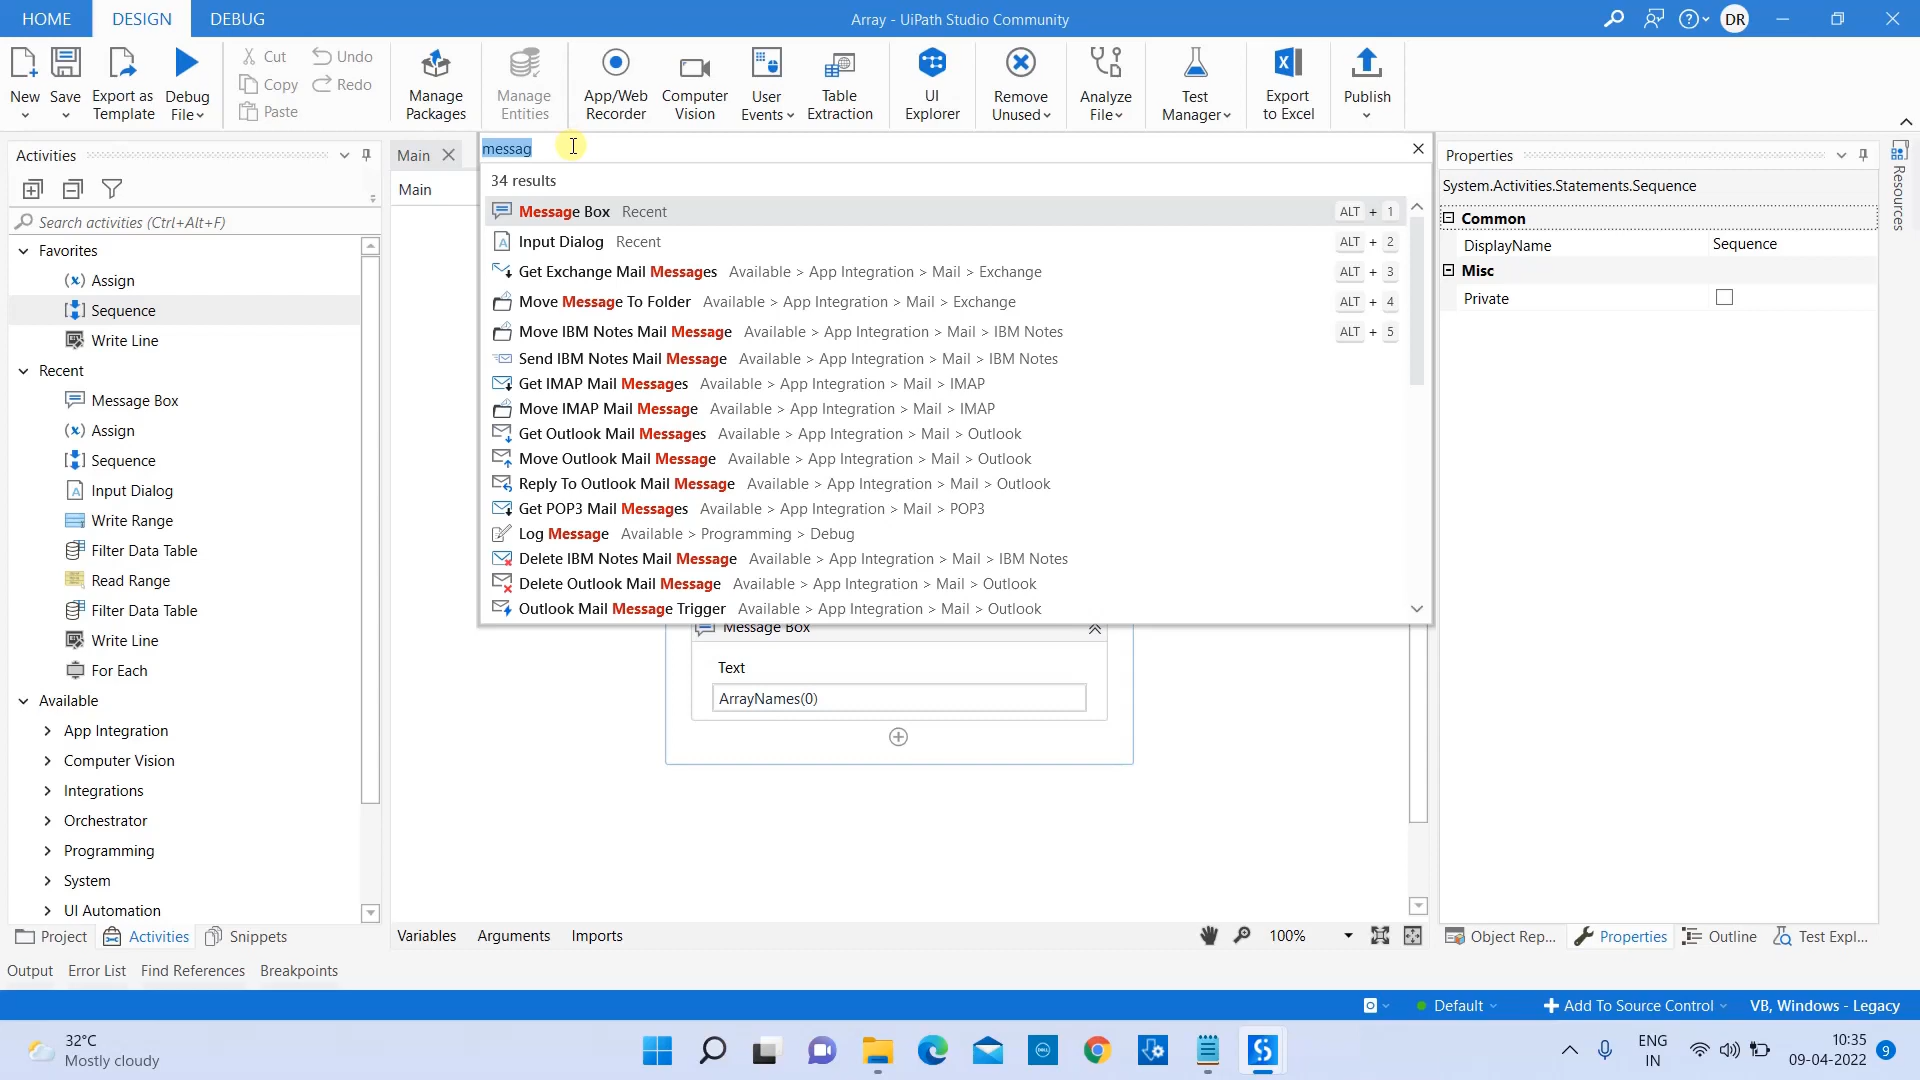 HOME DESIGN DEBUG Array - UiPath Studio Community DR
New Save Export as Template Debug File Cut Copy Paste Undo Redo Manage Packages Manage Entities App/Web Recorder Computer Vision User Events Table Extraction UI Explorer Remove Unused Analyze File Test Manager Export to Excel Publish
Activities
Search activities (Ctrl+Alt+F)
Favorites
Assign
Sequence
Write Line
Recent
Message Box
Assign
Sequence
Input Dialog
Write Range
Filter Data Table
Read Range
Filter Data Table
Write Line
For Each
Available
App Integration
Computer Vision
Integrations
Orchestrator
Programming
System
UI Automation
Project Activities Snippets
Main
Main
messag
34 results
Message Box Recent ALT + 1
Input Dialog Recent ALT + 2
Get Exchange Mail Messages Available > App Integration > Mail > Exchange ALT + 3
Move Message To Folder Available > App Integration > Mail > Exchange ALT + 4
Move IBM Notes Mail Message Available > App Integration > Mail > IBM Notes ALT + 5
Send IBM Notes Mail Message Available > App Integration > Mail > IBM Notes
Get IMAP Mail Messages Available > App Integration > Mail > IMAP
Move IMAP Mail Message Available > App Integration > Mail > IMAP
Get Outlook Mail Messages Available > App Integration > Mail > Outlook
Move Outlook Mail Message Available > App Integration > Mail > Outlook
Reply To Outlook Mail Message Available > App Integration > Mail > Outlook
Get POP3 Mail Messages Available > App Integration > Mail > POP3
Log Message Available > Programming > Debug
Delete IBM Notes Mail Message Available > App Integration > Mail > IBM Notes
Delete Outlook Mail Message Available > App Integration > Mail > Outlook
Outlook Mail Message Trigger Available > App Integration > Mail > Outlook
Message Box
Text
ArrayNames(0)
Variables Arguments Imports 100%
Properties
System.Activities.Statements.Sequence
Common
DisplayName Sequence
Misc
Private
Resources
Object Rep... Properties Outline Test Expl...
Output Error List Find References Breakpoints
Default Add To Source Control VB, Windows - Legacy
32°C
Mostly cloudy
ENG
IN
10:35
09-04-2022
9